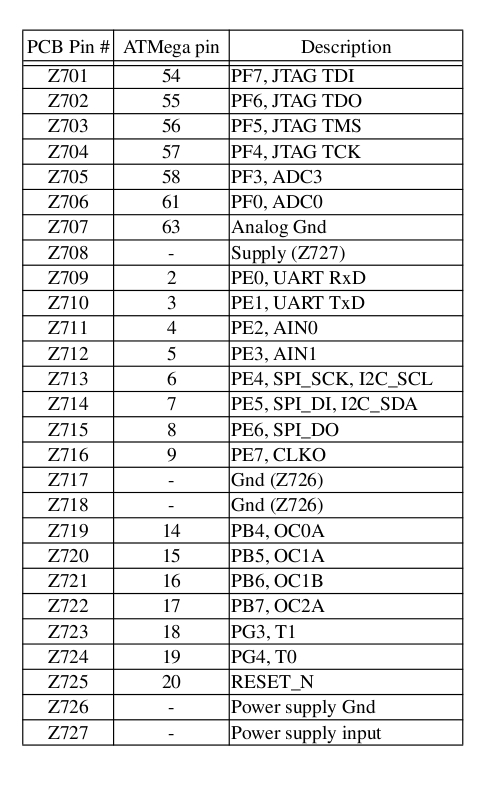 PCB Pin # ATMega pin Description
Z701 54 PF7, JTAG TDI
Z702 55 PF6, JTAG TDO
Z703 56 PF5, JTAG TMS
Z704 57 PF4, JTAG TCK
Z705 58 PF3, ADC3
Z706 61 PF0, ADC0
Z707 63 Analog Gnd
Z708 - Supply (Z727)
Z709 2 PE0, UART RxD
Z710 3 PE1, UART TxD
Z711 4 PE2, AIN0
Z712 5 PE3, AIN1
Z713 6 PE4, SPI_SCK, I2C_SCL
Z714 7 PE5, SPI_DI, I2C_SDA
Z715 8 PE6, SPI_DO
Z716 9 PE7, CLKO
Z717 - Gnd (Z726)
Z718 - Gnd (Z726)
Z719 14 PB4, OC0A
Z720 15 PB5, OC1A
Z721 16 PB6, OC1B
Z722 17 PB7, OC2A
Z723 18 PG3, T1
Z724 19 PG4, T0
Z725 20 RESET_N
Z726 - Power supply Gnd
Z727 - Power supply input